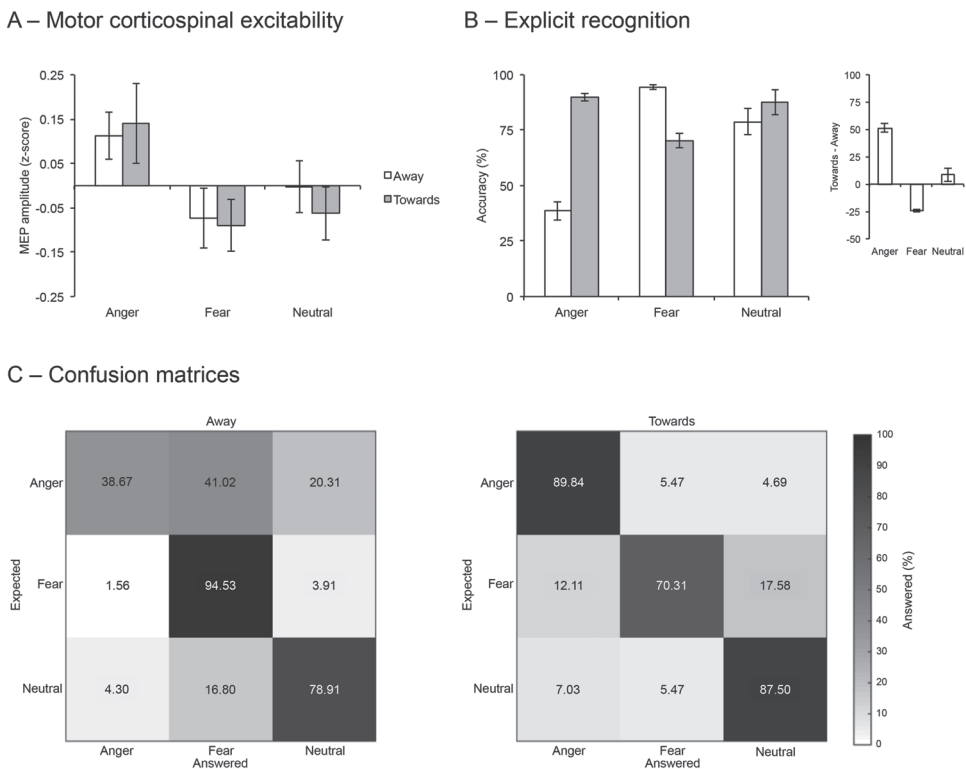 A – Motor corticospinal excitability
MEP amplitude (z-score)
0.25
0.15
0.05
-0.05
-0.15
-0.25
Anger Fear Neutral
Away
Towards
B – Explicit recognition
Accuracy (%)
100
75
50
25
0
Anger Fear Neutral
Towards - Away
100
75
50
25
0
-25
-50
Anger Fear Neutral
C – Confusion matrices
Away
Expected
Anger 38.67 41.02 20.31
Fear 1.56 94.53 3.91
Neutral 4.30 16.80 78.91
Anger Fear Neutral
Answered
Towards
Expected
Anger 89.84 5.47 4.69
Fear 12.11 70.31 17.58
Neutral 7.03 5.47 87.50
Anger Fear Neutral
Answered
100
90
80
70
60
50
40
30
20
10
0
Answered (%)